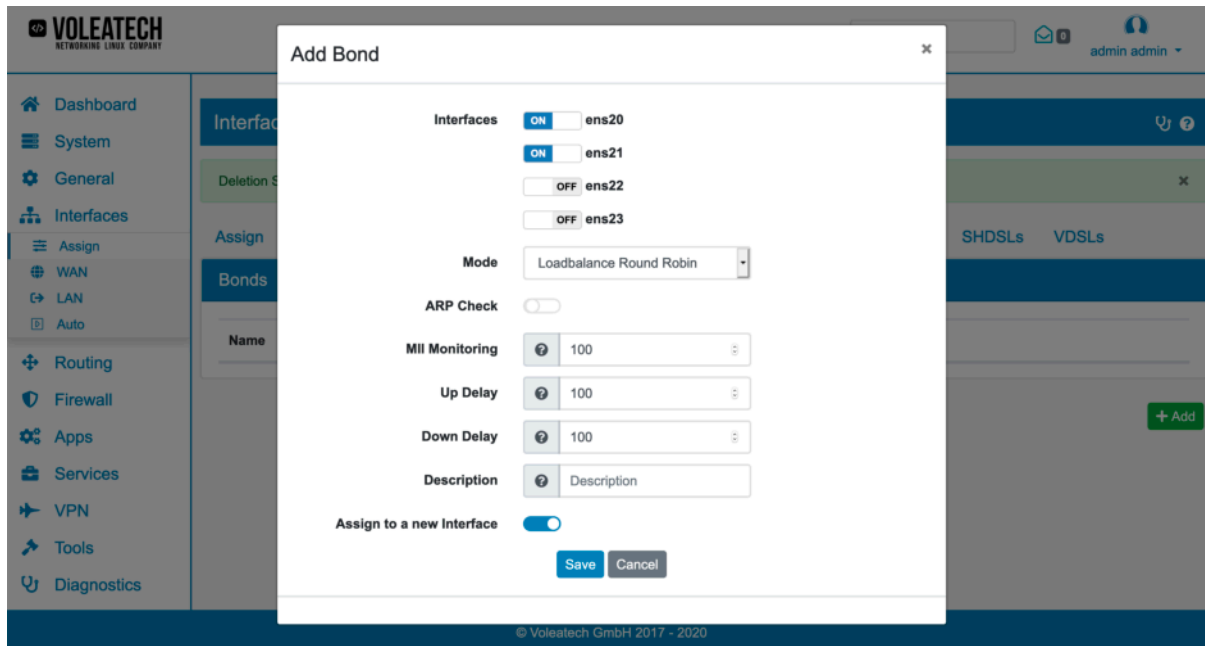 VOLEATECH
NETWORKING LINUX COMPANY
0
admin admin
Dashboard
System
General
Interfaces
Assign
WAN
LAN
Auto
Routing
Firewall
Apps
Services
VPN
Tools
Diagnostics
Interfac
Deletion S
Assign
SHDSLs VDSLs
Bonds
Name
+ Add
Add Bond ×
Interfaces ON ens20
ON ens21
OFF ens22
OFF ens23
Mode Loadbalance Round Robin
ARP Check
MII Monitoring 100
Up Delay 100
Down Delay 100
Description Description
Assign to a new Interface
Save Cancel
© Voleatech GmbH 2017 - 2020